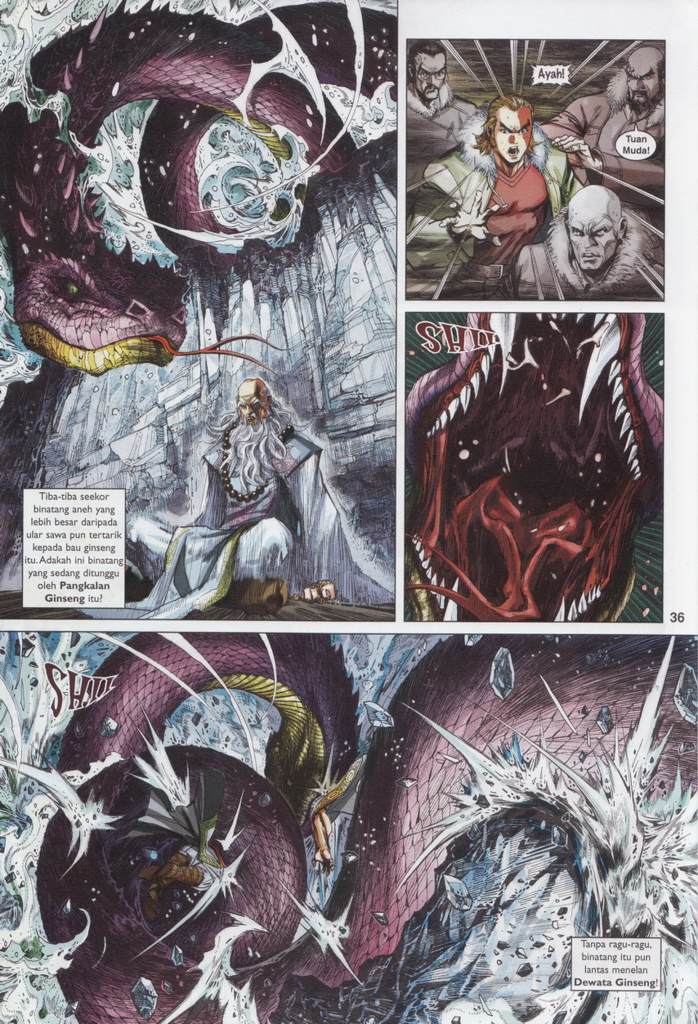 Tiba-tiba seekor
binatang aneh yang
lebih besar daripada
ular sawa pun tertarik
kepada bau ginseng
itu. Adakah ini binatang
yang sedang ditunggu
oleh Pangkalan
Ginseng itu?
Ayah!
Tuan
Muda!
SHII
36
SHII
Tanpa ragu-ragu,
binatang itu pun
lantas menelan
Dewata Ginseng!